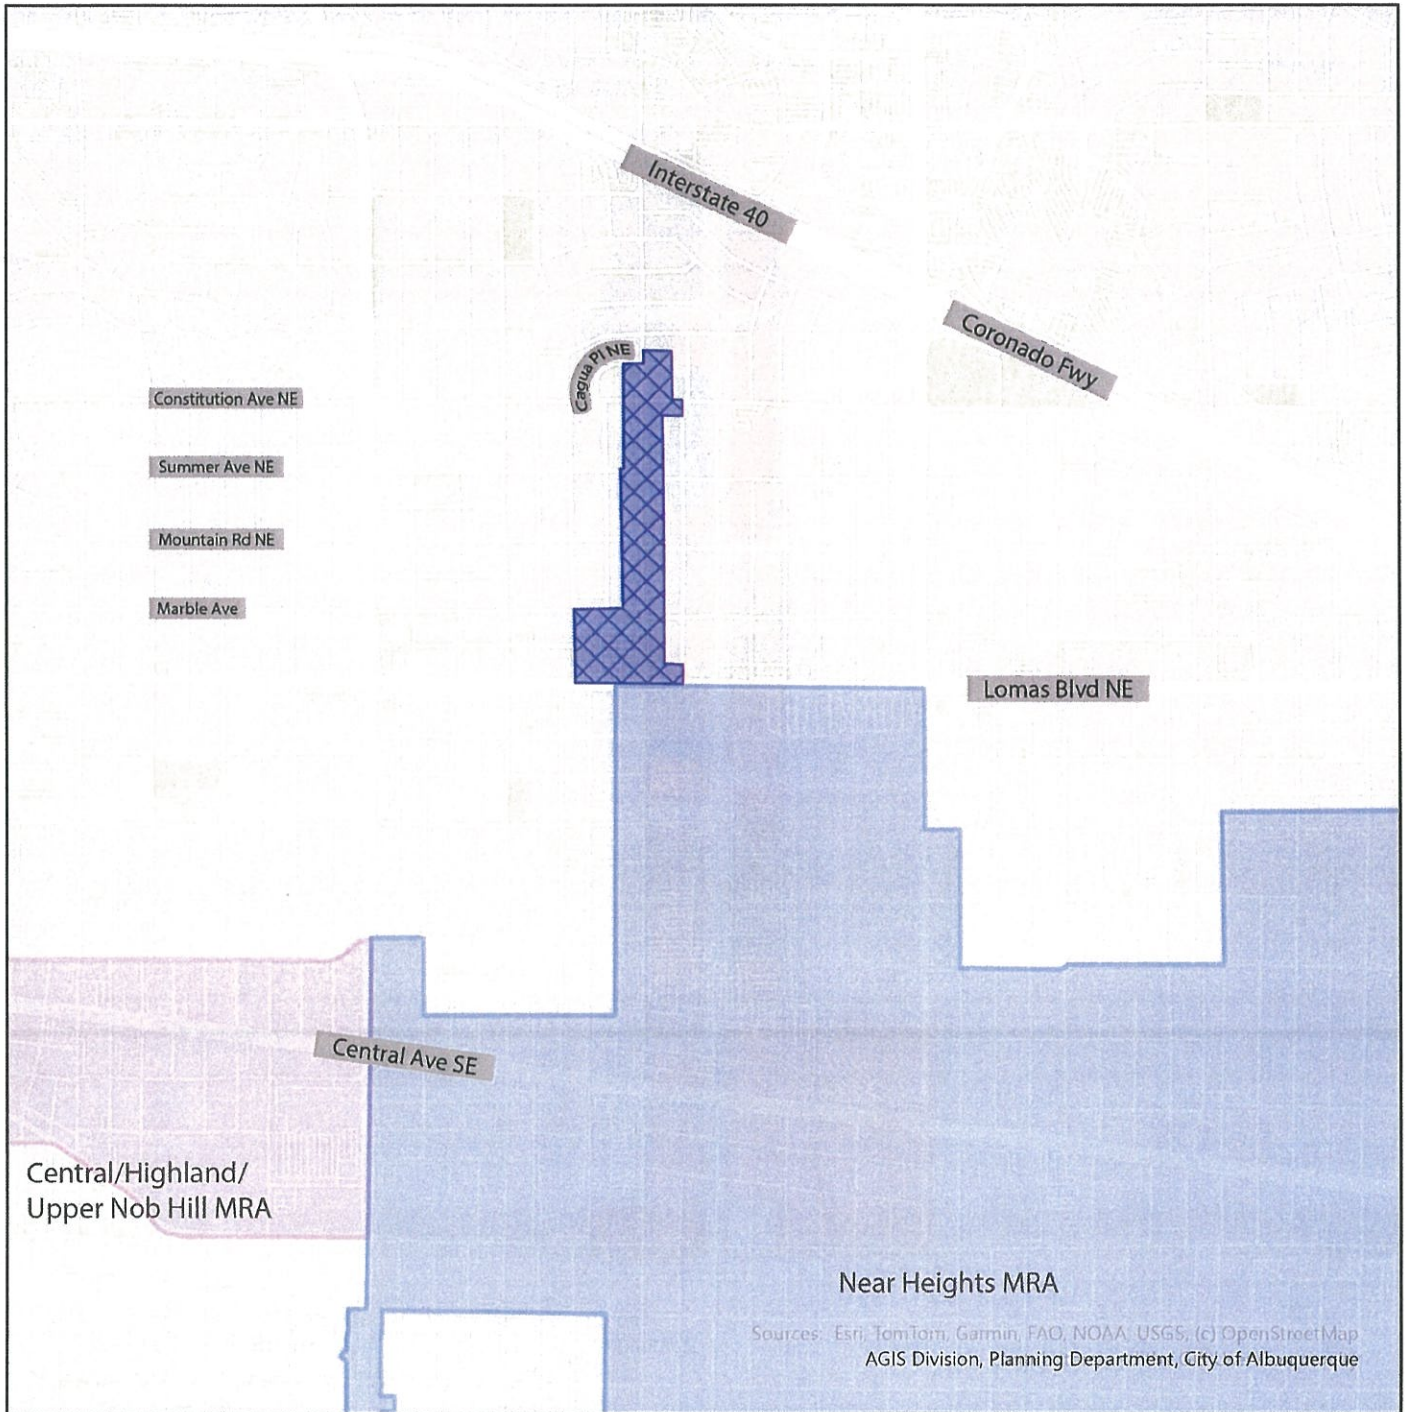 Interstate 40
Coronado Fwy
Cagua Pl NE
Constitution Ave NE
Summer Ave NE
Mountain Rd NE
Marble Ave
Lomas Blvd NE
Central Ave SE
Central/Highland/
Upper Nob Hill MRA
Near Heights MRA
Sources: Esri, TomTom, Garmin, FAO, NOAA, USGS, (c) OpenStreetMap
AGIS Division, Planning Department, City of Albuquerque